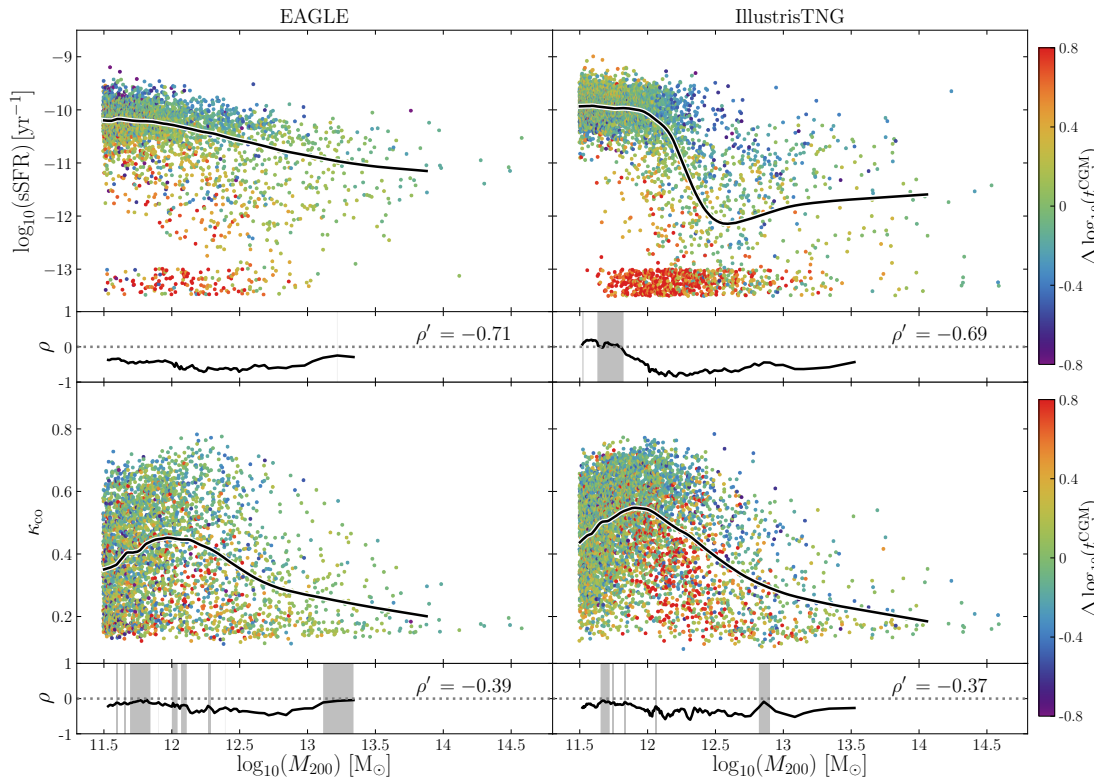 EAGLE IllustrisTNG
log₁₀(sSFR) [yr⁻¹]
−9
−10
−11
−12
−13
0.8
0.4
0
-0.4
-0.8
Δ log₁₀(t
1
0
-1
ρ
ρ′ = −0.71
ρ′ = −0.69
κco
0.8
0.6
0.4
0.2
0.8
0.4
0
-0.4
-0.8
Δ log₁₀(t
1
0
-1
ρ
ρ′ = −0.39
ρ′ = −0.37
11.5 12 12.5 13 13.5 14 14.5 11.5 12 12.5 13 13.5 14 14.5
log₁₀(M₂₀₀) [M⊙] log₁₀(M₂₀₀) [M⊙]